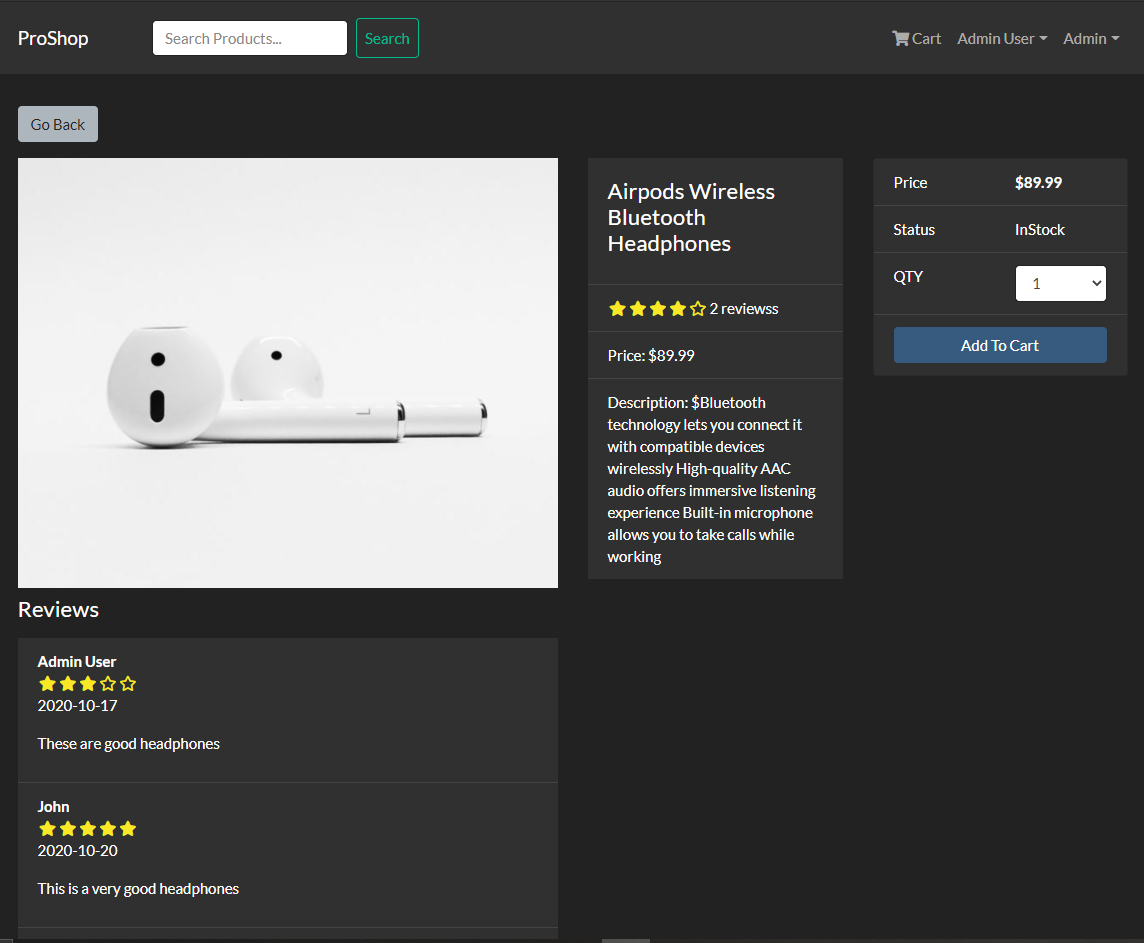 ProShop
Search Products...
Search
Cart
Admin User
Admin
Go Back
Airpods Wireless
Bluetooth
Headphones
2 reviewss
Price: $89.99
Description: $Bluetooth
technology lets you connect it
with compatible devices
wirelessly High-quality AAC
audio offers immersive listening
experience Built-in microphone
allows you to take calls while
working
Price $89.99
Status InStock
QTY 1
Add To Cart
Reviews
Admin User
2020-10-17
These are good headphones
John
2020-10-20
This is a very good headphones